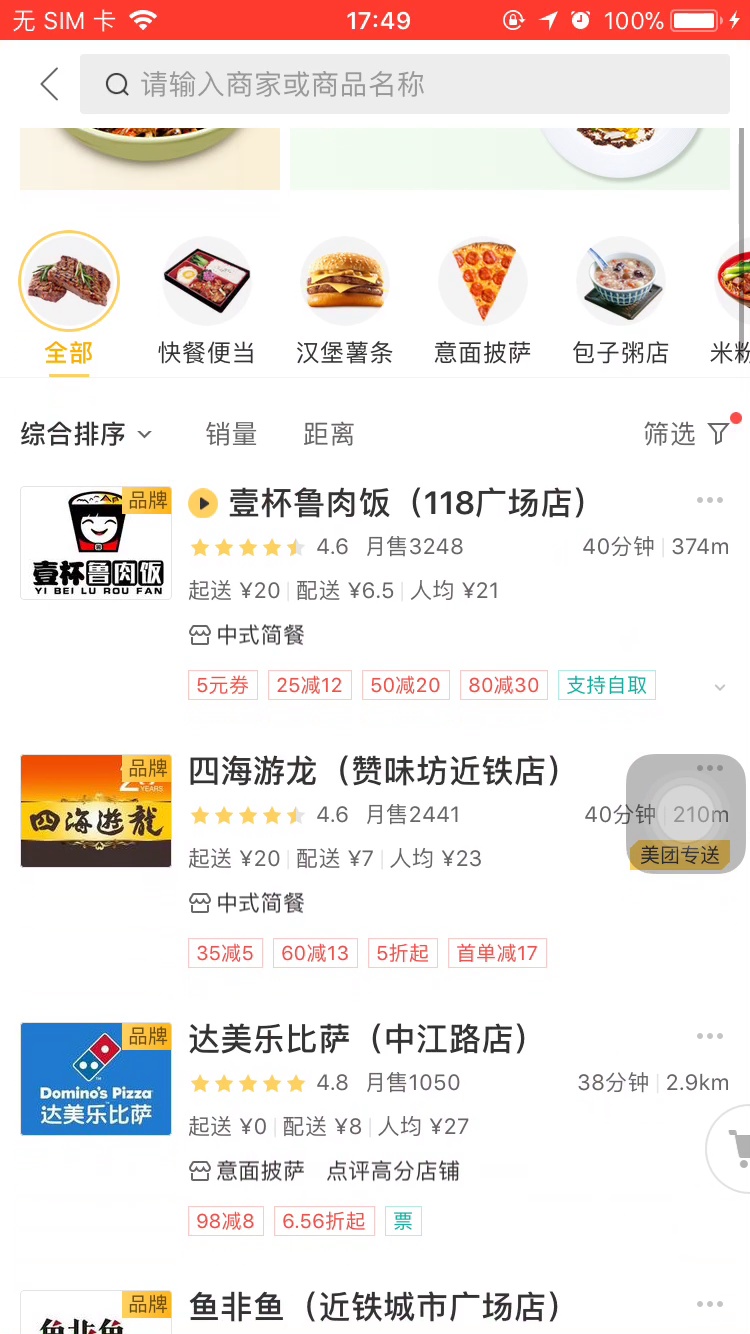 无 SIM 卡 17:49 100%
请输入商家或商品名称
全部 快餐便当 汉堡薯条 意面披萨 包子粥店 米粉
综合排序 销量 距离 筛选
品牌 壹杯鲁肉饭（118广场店）
壹杯鲁肉饭
YI BEI LU ROU FAN
4.6 月售3248 40分钟 374m
起送 ¥20 配送 ¥6.5 人均 ¥21
中式简餐
5元券 25减12 50减20 80减30 支持自取
品牌 四海游龙（赞味坊近铁店）
YEARS
四海遊龍
4.6 月售2441 40分钟 210m
起送 ¥20 配送 ¥7 人均 ¥23 美团专送
中式简餐
35减5 60减13 5折起 首单减17
品牌 达美乐比萨（中江路店）
Domino's Pizza
达美乐比萨
4.8 月售1050 38分钟 2.9km
起送 ¥0 配送 ¥8 人均 ¥27
意面披萨 点评高分店铺
98减8 6.56折起 票
品牌 鱼非鱼（近铁城市广场店）
鱼非鱼